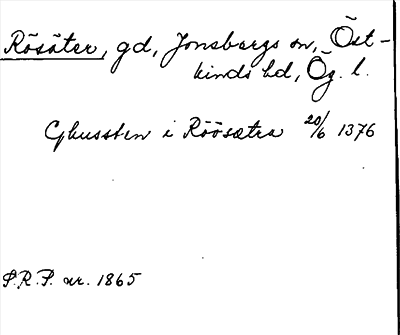 Rösäter, gd, Jonsbergs sn, Öst-
kinds hd, Ög. l.
Ghussten i Röösætra 20/6 1376
S.R.P. nr. 1865